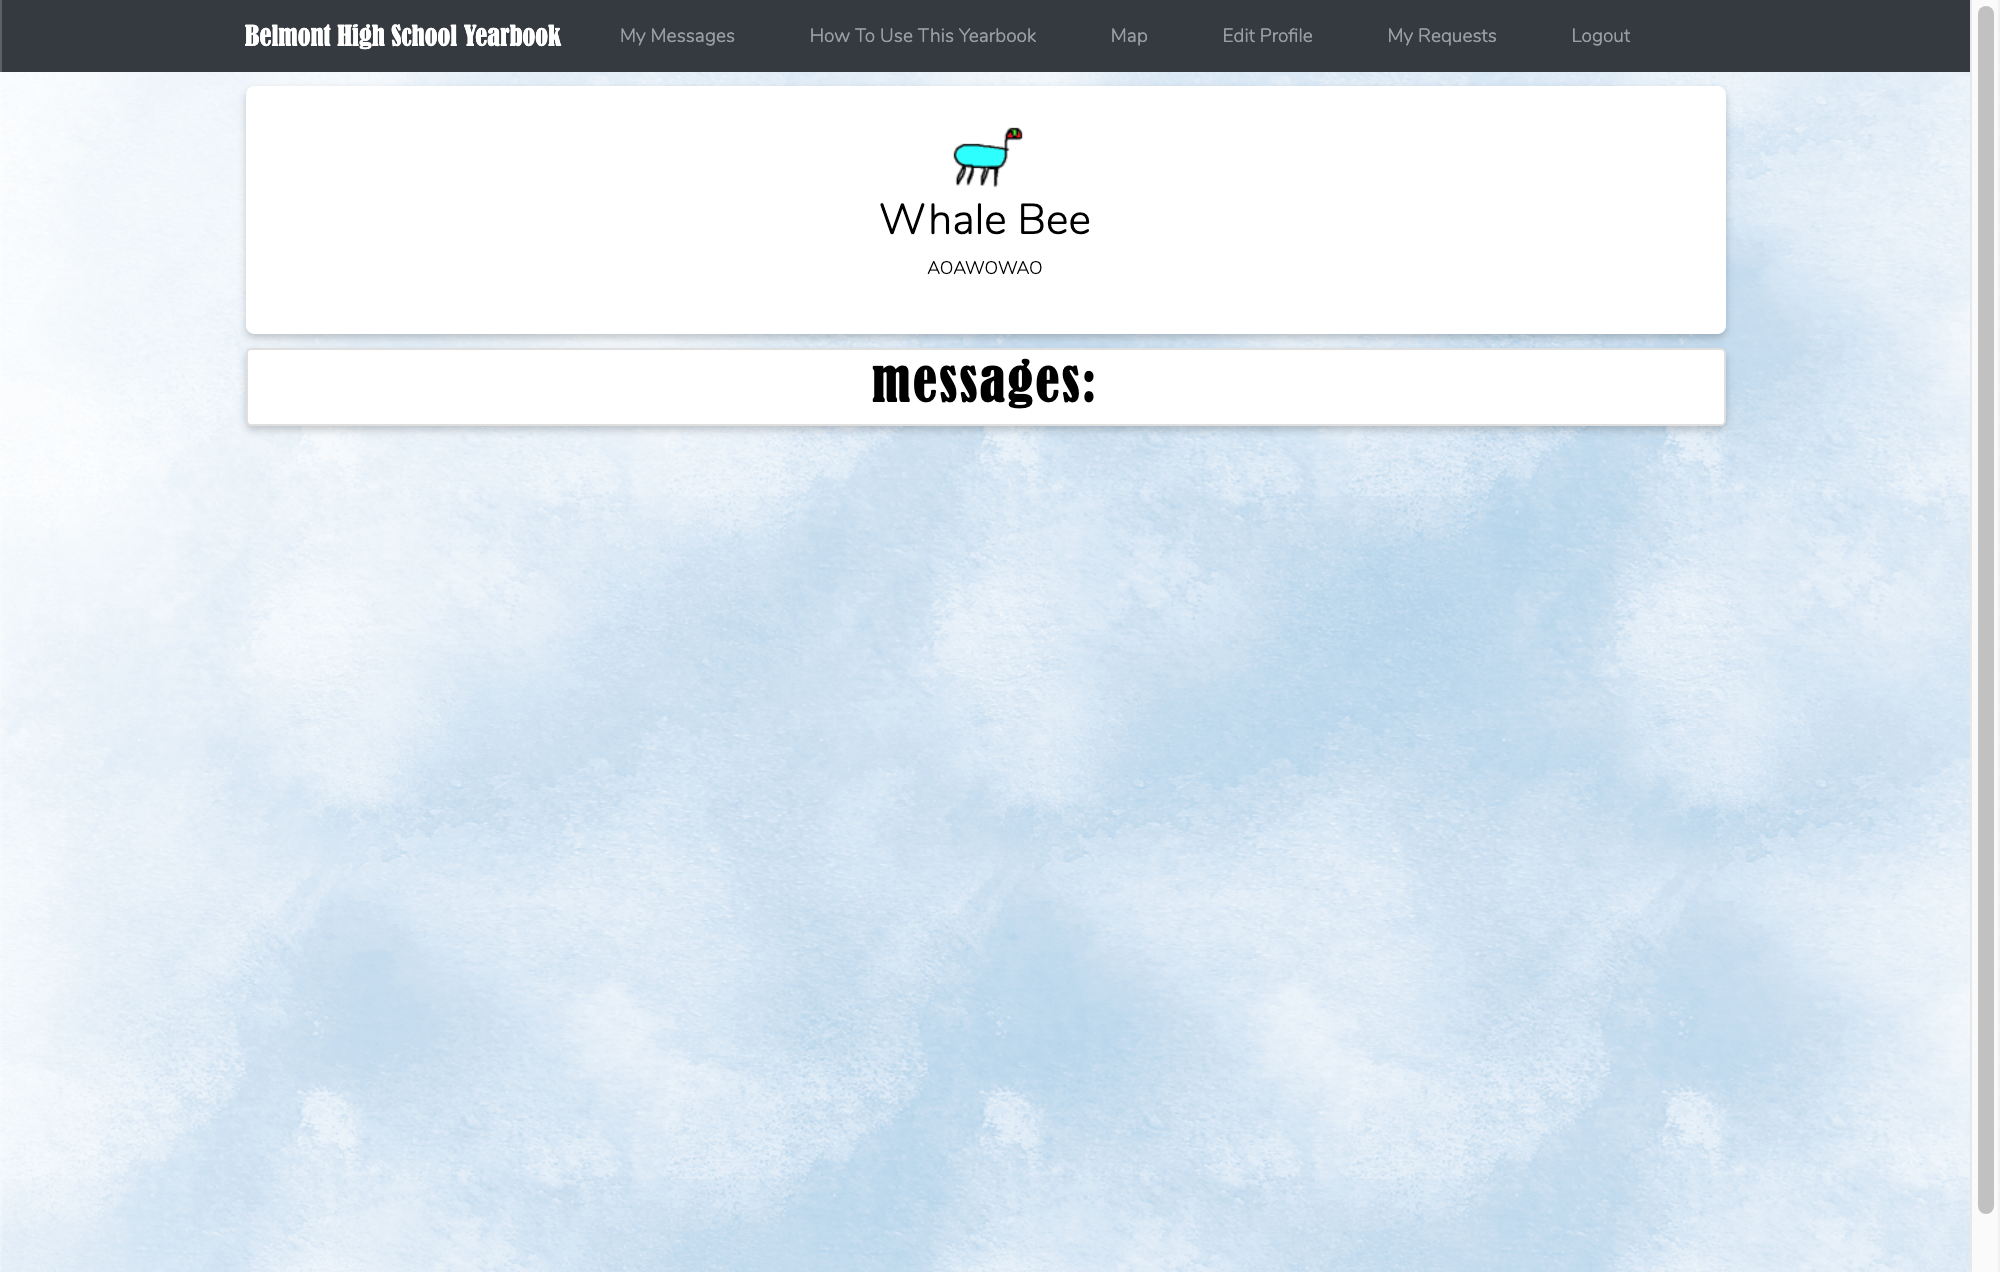 Belmont High School Yearbook My Messages How To Use This Yearbook Map Edit Profile My Requests Logout
Whale Bee
AOAWOWAO
messages: